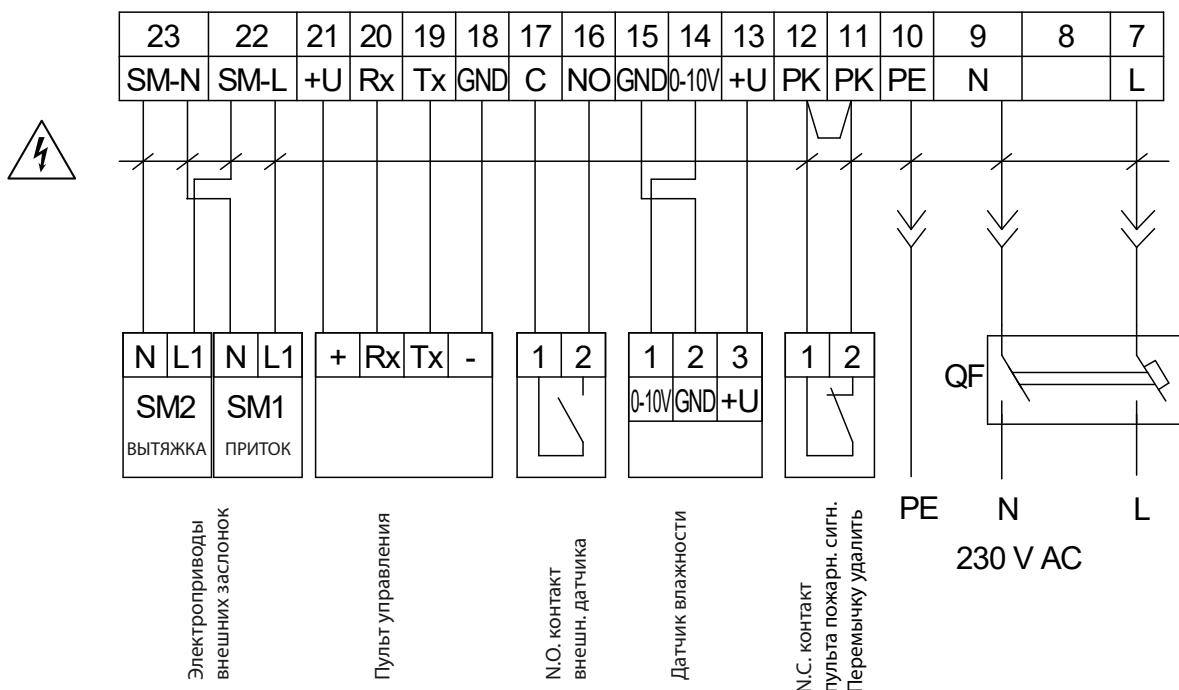 23 22 21 20 19 18 17 16 15 14 13 12 11 10 9 8 7
SM-N SM-L +U Rx Tx GND C NO GND 0-10V +U PK PK PE N L
N L1 N L1 + Rx Tx - 1 2 1 2 3 1 2
SM2 SM1 0-10V GND +U
ВЫТЯЖКА ПРИТОК
QF
PE N L
230 V AC
Электроприводы
внешних заслонок
Пульт управления
N.O. контакт
внешн. датчика
Датчик влажности
N.C. контакт
пульта пожарн. сигн.
Перемычку удалить